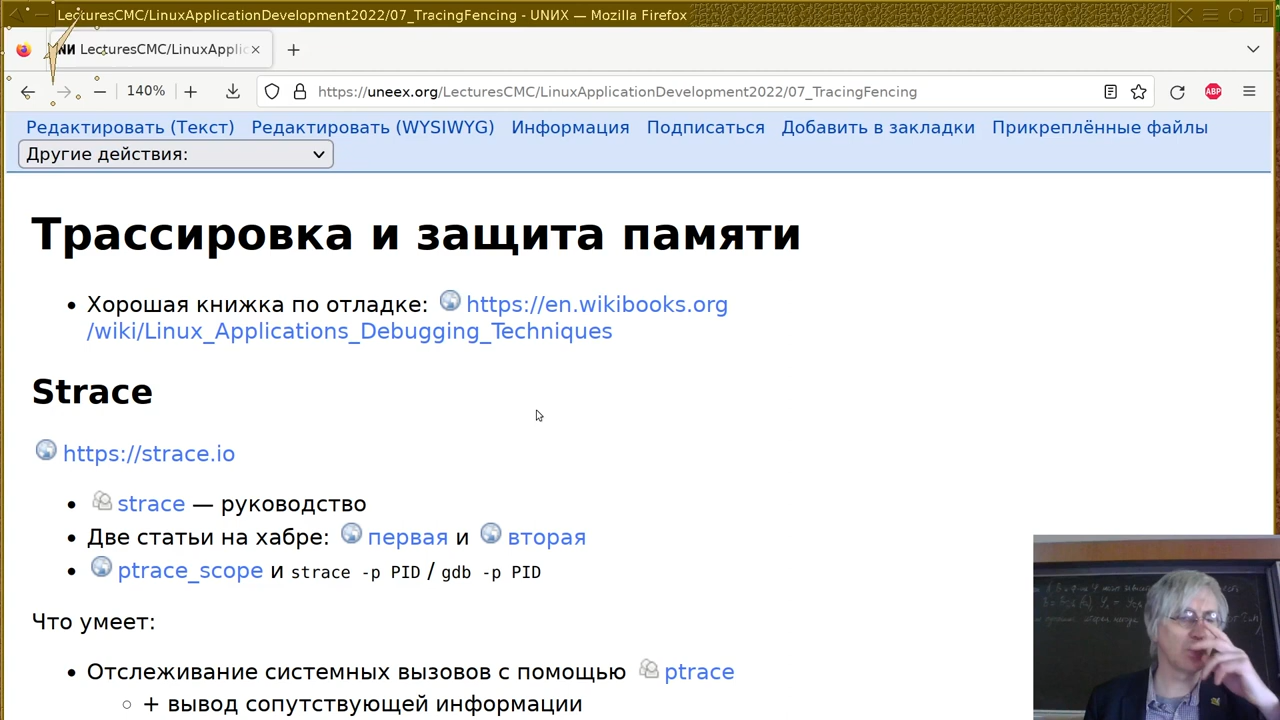 LecturesCMC/LinuxApplicationDevelopment2022/07_TracingFencing - UNИX — Mozilla Firefox
NИ LecturesCMC/LinuxApplic
140%
https://uneex.org/LecturesCMC/LinuxApplicationDevelopment2022/07_TracingFencing
ABP
Редактировать (Текст) Редактировать (WYSIWYG) Информация Подписаться Добавить в закладки Прикреплённые файлы
Другие действия:
Трассировка и защита памяти
Хорошая книжка по отладке: https://en.wikibooks.org
/wiki/Linux_Applications_Debugging_Techniques
Strace
https://strace.io
strace — руководство
Две статьи на хабре: первая и вторая
ptrace_scope и strace -p PID / gdb -p PID
Что умеет:
Отслеживание системных вызовов с помощью ptrace
+ вывод сопутствующей информации